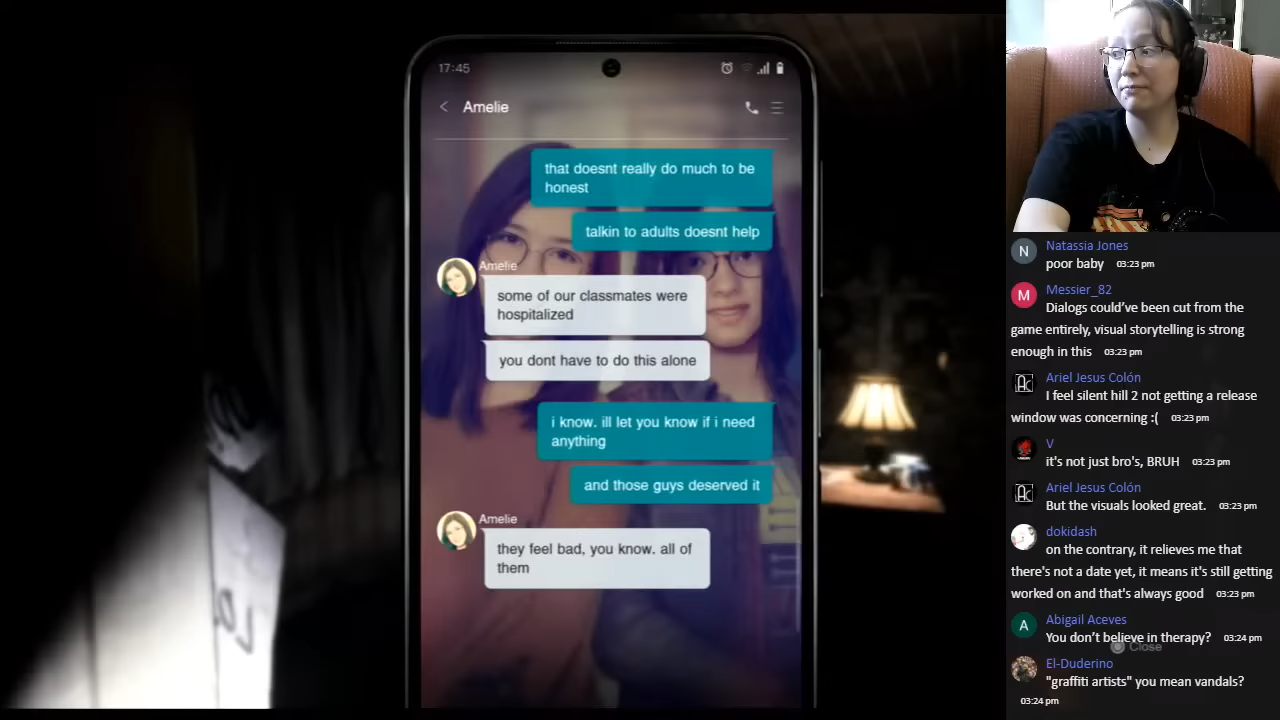 17:45
Amelie
that doesnt really do much to be
honest
talkin to adults doesnt help
Amelie
some of our classmates were
hospitalized
you dont have to do this alone
i know. ill let you know if i need
anything
and those guys deserved it
Amelie
they feel bad, you know. all of
them
Close
N
Natassia Jones
poor baby 03:23 pm
M
Messier_82
Dialogs could've been cut from the
game entirely, visual storytelling is strong
enough in this 03:23 pm
Ariel Jesus Colón
I feel silent hill 2 not getting a release
window was concerning :( 03:23 pm
V
it's not just bro's, BRUH 03:23 pm
Ariel Jesus Colón
But the visuals looked great. 03:23 pm
dokidash
on the contrary, it relieves me that
there's not a date yet, it means it's still getting
worked on and that's always good 03:23 pm
A
Abigail Aceves
You don't believe in therapy? 03:24 pm
El-Duderino
"graffiti artists" you mean vandals?
03:24 pm